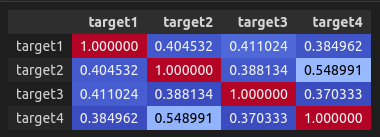 target1 target2 target3 target4
target1 1.000000 0.404532 0.411024 0.384962
target2 0.404532 1.000000 0.388134 0.548991
target3 0.411024 0.388134 1.000000 0.370333
target4 0.384962 0.548991 0.370333 1.000000